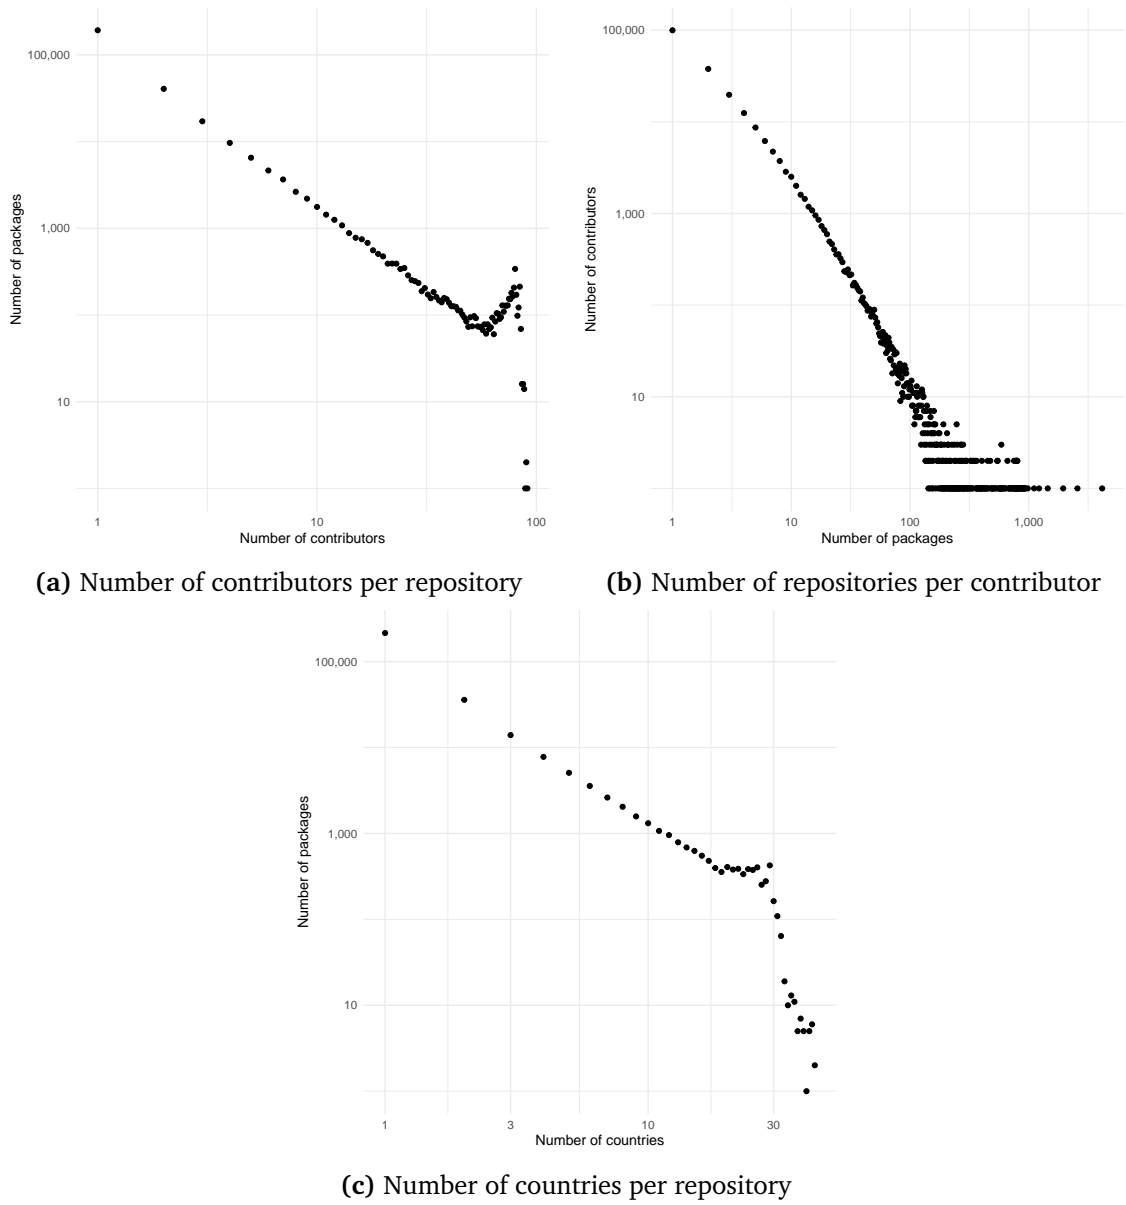 100,000
1,000
10
Number of packages
1 10 100
Number of contributors
(a) Number of contributors per repository
100,000
1,000
10
Number of contributors
1 10 100 1,000
Number of packages
(b) Number of repositories per contributor
100,000
1,000
10
Number of packages
1 3 10 30
Number of countries
(c) Number of countries per repository